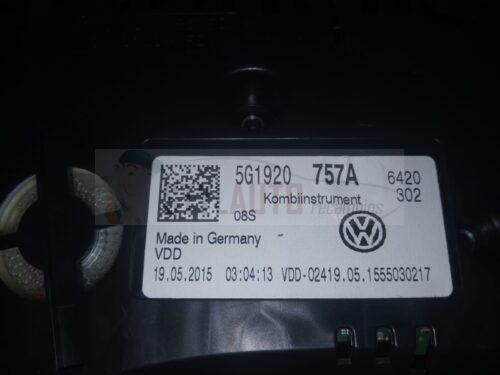 5G1920 757A 6420
Kombiinstrument 302
08S
AUTO
recambios
Made in Germany
VDD
19.05.2015 03:04:13 VDD-02419.05.1555030217